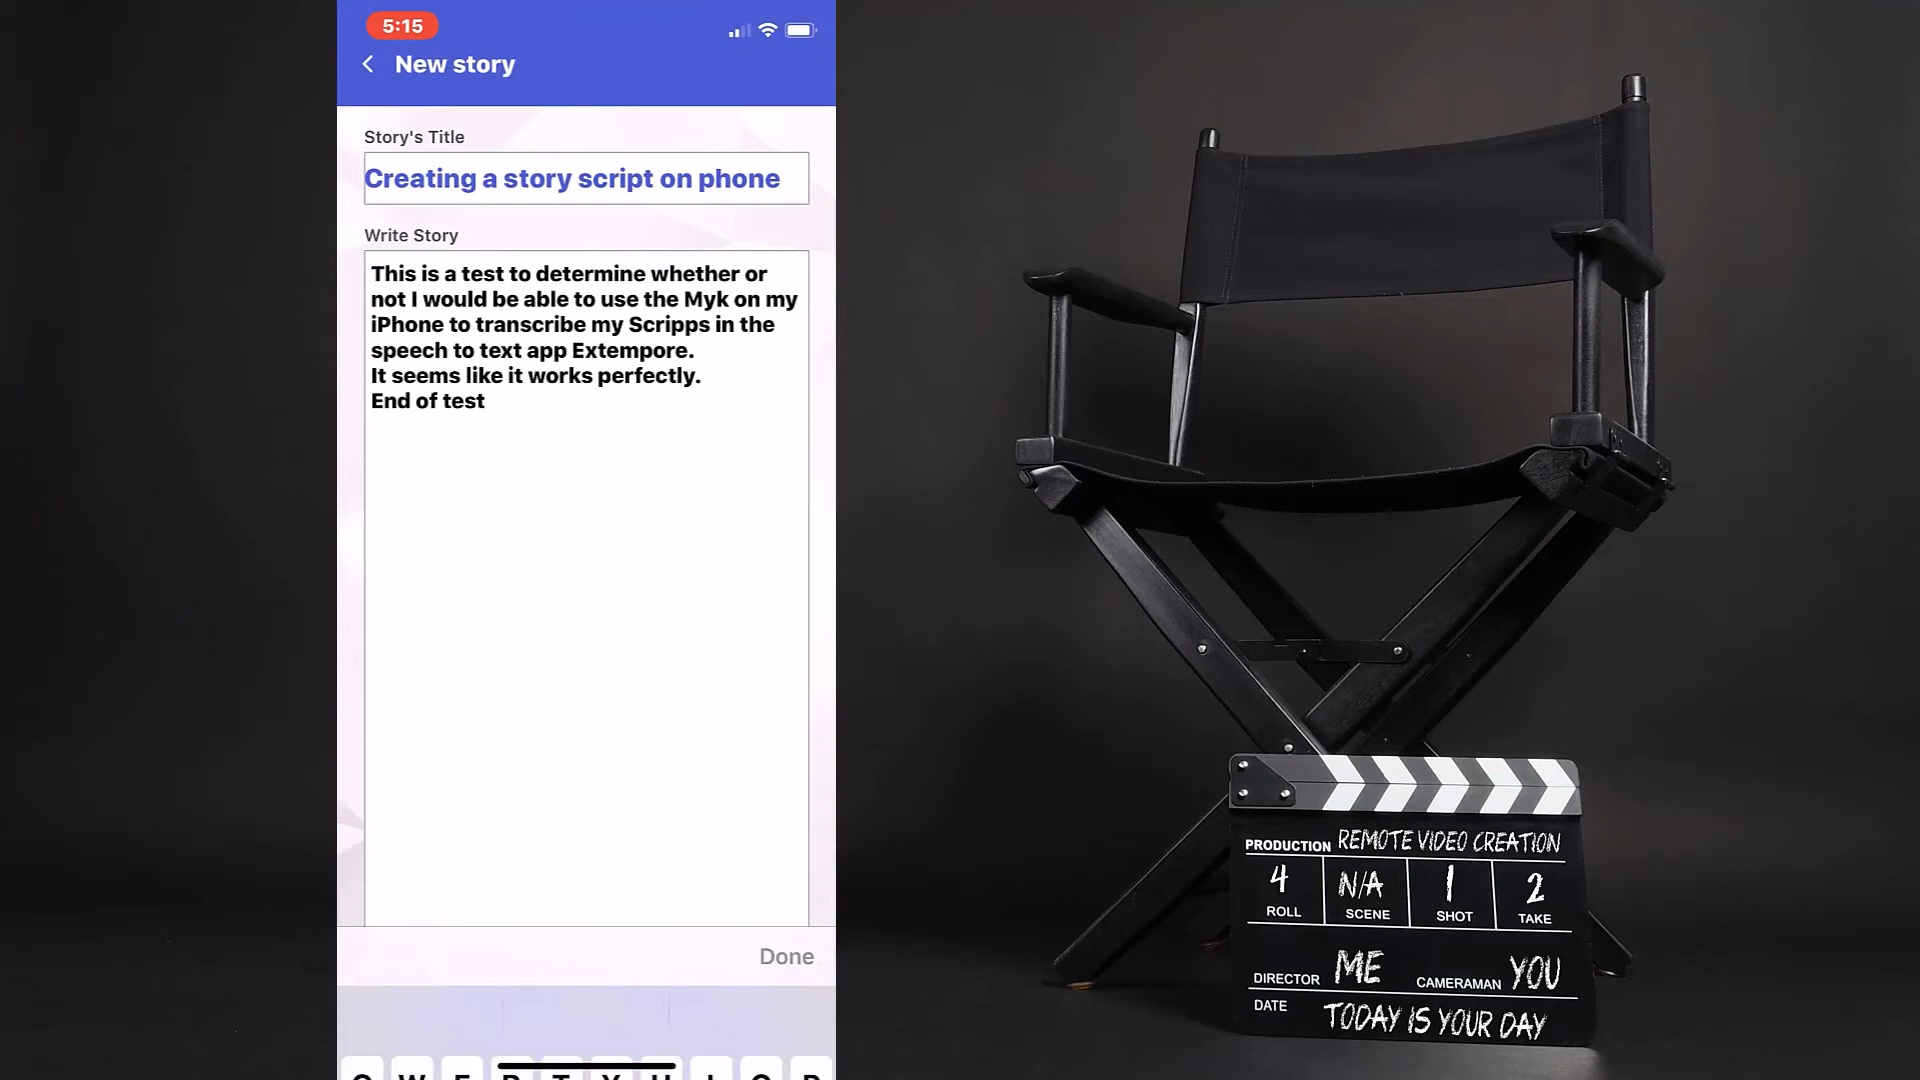 5:15
New story
Story's Title
Creating a story script on phone
Write Story
This is a test to determine whether or
not I would be able to use the Myk on my
iPhone to transcribe my Scripps in the
speech to text app Extempore.
It seems like it works perfectly.
End of test
Done
PRODUCTION REMOTE VIDEO CREATION
4 N/A 1 2
ROLL SCENE SHOT TAKE
DIRECTOR ME CAMERAMAN YOU
DATE TODAY IS YOUR DAY